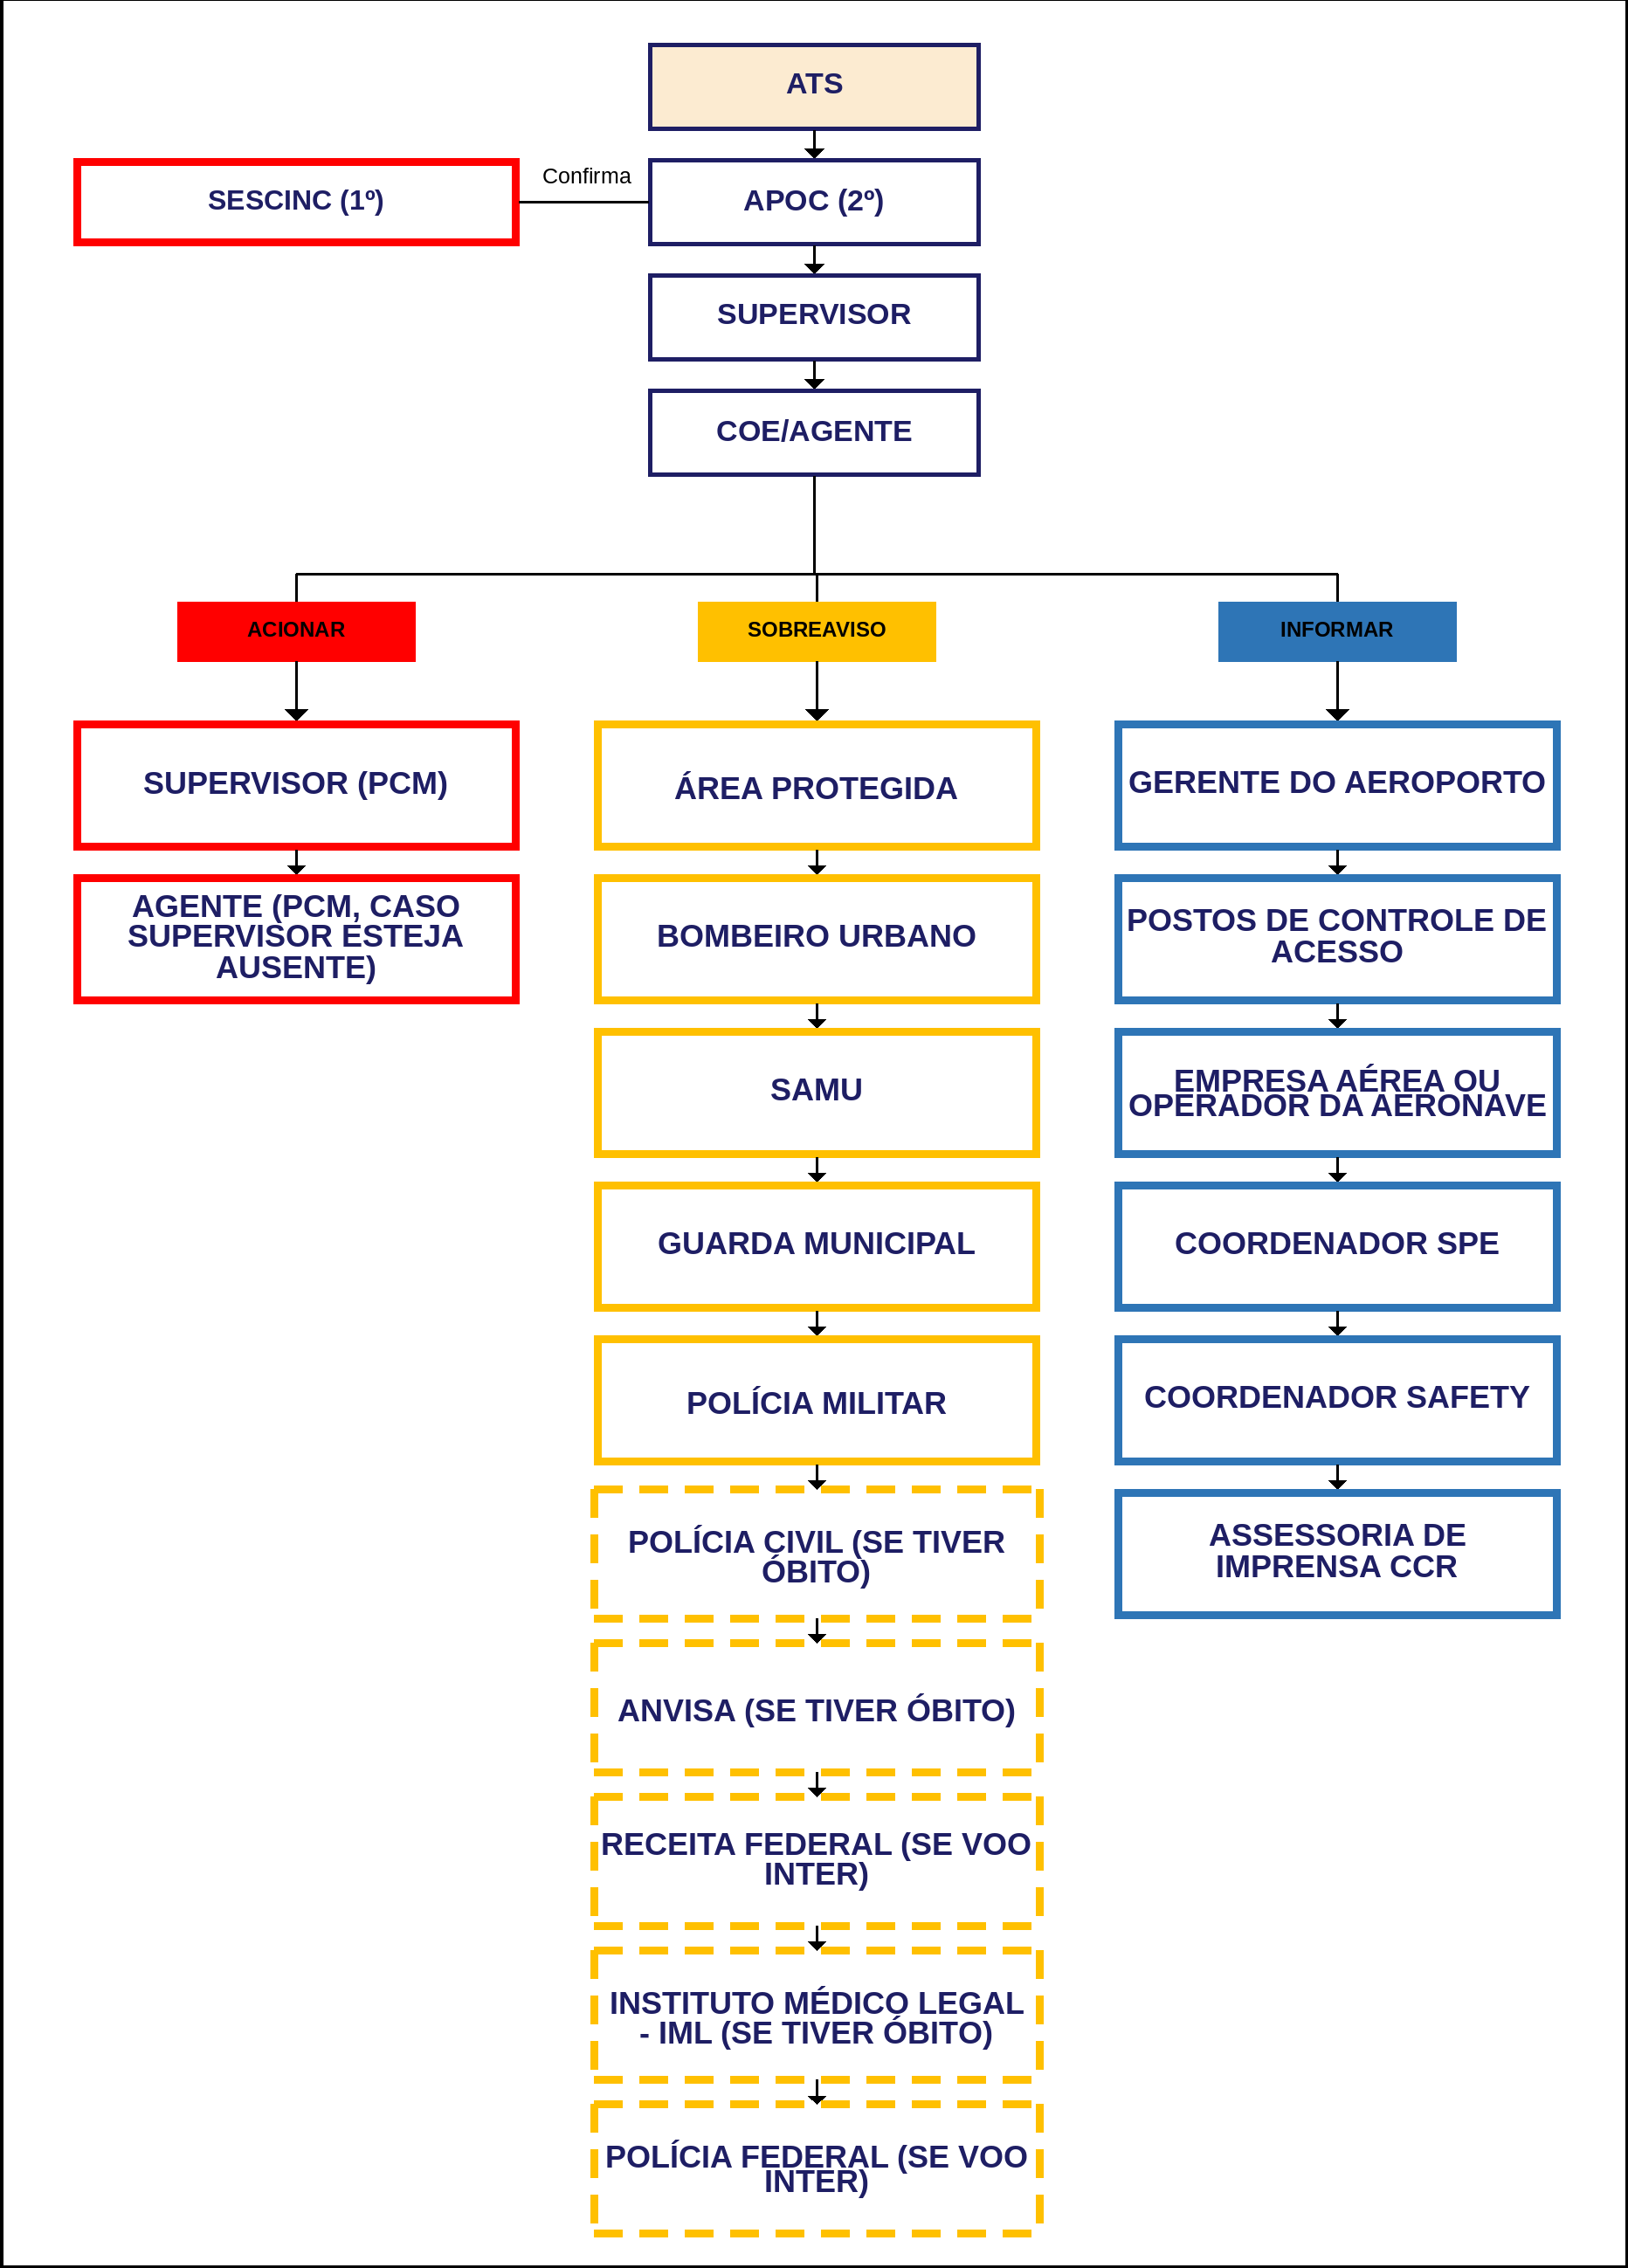 ATS
SESCINC (1º)
Confirma
APOC (2º)
SUPERVISOR
COE/AGENTE
ACIONAR
SOBREAVISO
INFORMAR
SUPERVISOR (PCM)
AGENTE (PCM, CASO
SUPERVISOR ESTEJA
AUSENTE)
ÁREA PROTEGIDA
BOMBEIRO URBANO
SAMU
GUARDA MUNICIPAL
POLÍCIA MILITAR
POLÍCIA CIVIL (SE TIVER
ÓBITO)
ANVISA (SE TIVER ÓBITO)
RECEITA FEDERAL (SE VOO
INTER)
INSTITUTO MÉDICO LEGAL
- IML (SE TIVER ÓBITO)
POLÍCIA FEDERAL (SE VOO
INTER)
GERENTE DO AEROPORTO
POSTOS DE CONTROLE DE
ACESSO
EMPRESA AÉREA OU
OPERADOR DA AERONAVE
COORDENADOR SPE
COORDENADOR SAFETY
ASSESSORIA DE
IMPRENSA CCR